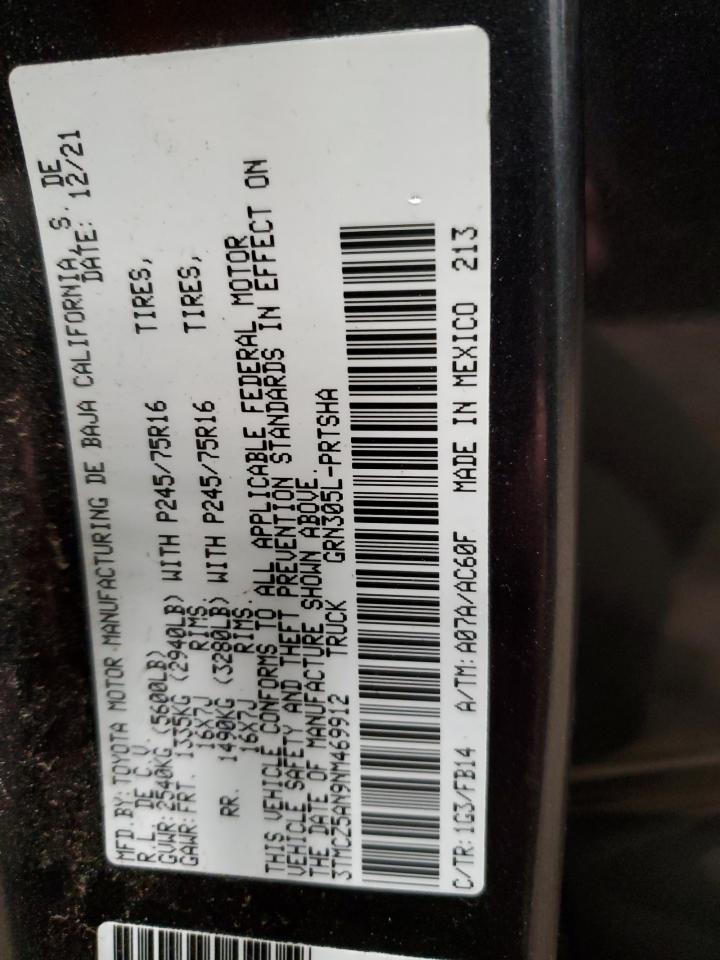 MFD.BY: TOYOTA MOTOR MANUFACTURING DE BAJA CALIFORNIA, S. DE
R.L. DE C.V. DATE: 12/21
GVWR: 2540KG (5600LB)
GAWR: FRT. 1335KG (2940LB) WITH P245/75R16 TIRES,
16X7J RIMS,
RR. 1490KG (3280LB) WITH P245/75R16 TIRES,
16X7J RIMS,
THIS VEHICLE CONFORMS TO ALL APPLICABLE FEDERAL MOTOR
VEHICLE SAFETY AND THEFT PREVENTION STANDARDS IN EFFECT ON
THE DATE OF MANUFACTURE SHOWN ABOVE.
3TMCZ5AN9NM469912 TRUCK GRN305L-PRTSHA
C/TR: 1G3/FB14 A/TM: A07A/AC60F MADE IN MEXICO 213